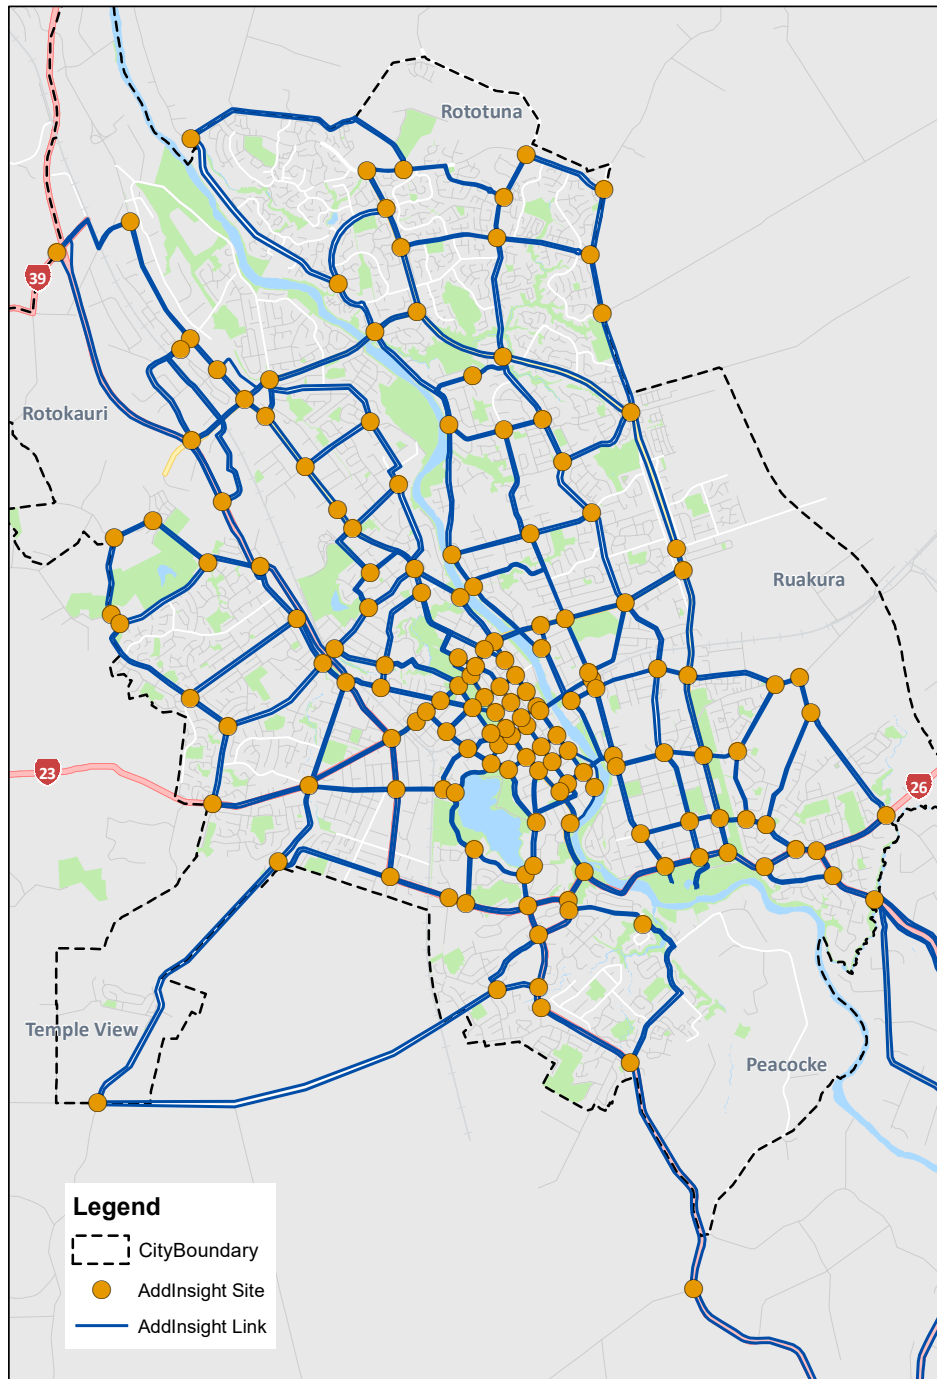 Rototuna
39
Rotokauri
Ruakura
23
26
Temple View
Peacocke
Legend
CityBoundary
AddInsight Site
AddInsight Link